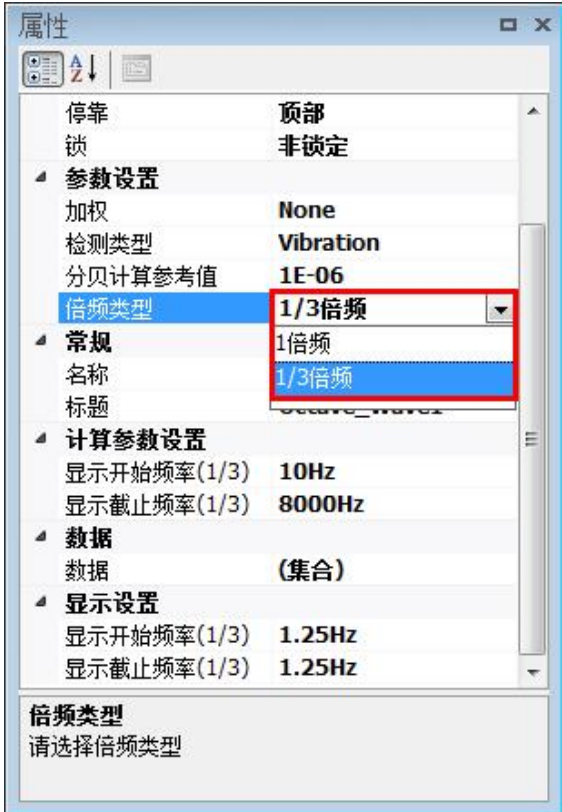 属性
停靠 顶部
锁 非锁定
参数设置
加权 None
检测类型 Vibration
分贝计算参考值 1E-06
倍频类型 1/3倍频
常规 1倍频
名称 1/3倍频
标题
计算参数设置
显示开始频率(1/3) 10Hz
显示截止频率(1/3) 8000Hz
数据
数据 (集合)
显示设置
显示开始频率(1/3) 1.25Hz
显示截止频率(1/3) 1.25Hz
倍频类型
请选择倍频类型